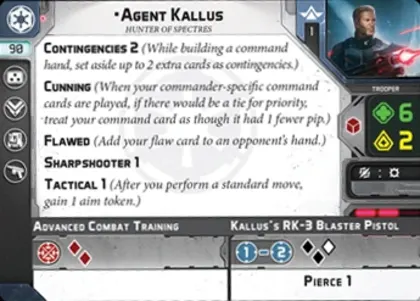 •Agent Kallus
Hunter of Spectres
1
90
Contingencies 2 (While building a command
hand, set aside up to 2 extra cards as contingencies.)
Cunning (When your commander-specific command
cards are played, if there would be a tie for priority,
treat your command card as though it had 1 fewer pip.)
Flawed (Add your flaw card to an opponent's hand.)
Sharpshooter 1
Tactical 1 (After you perform a standard move,
gain 1 aim token.)
Trooper
6
2
Advanced Combat Training
Kallus's RK-3 Blaster Pistol
1-2
Pierce 1